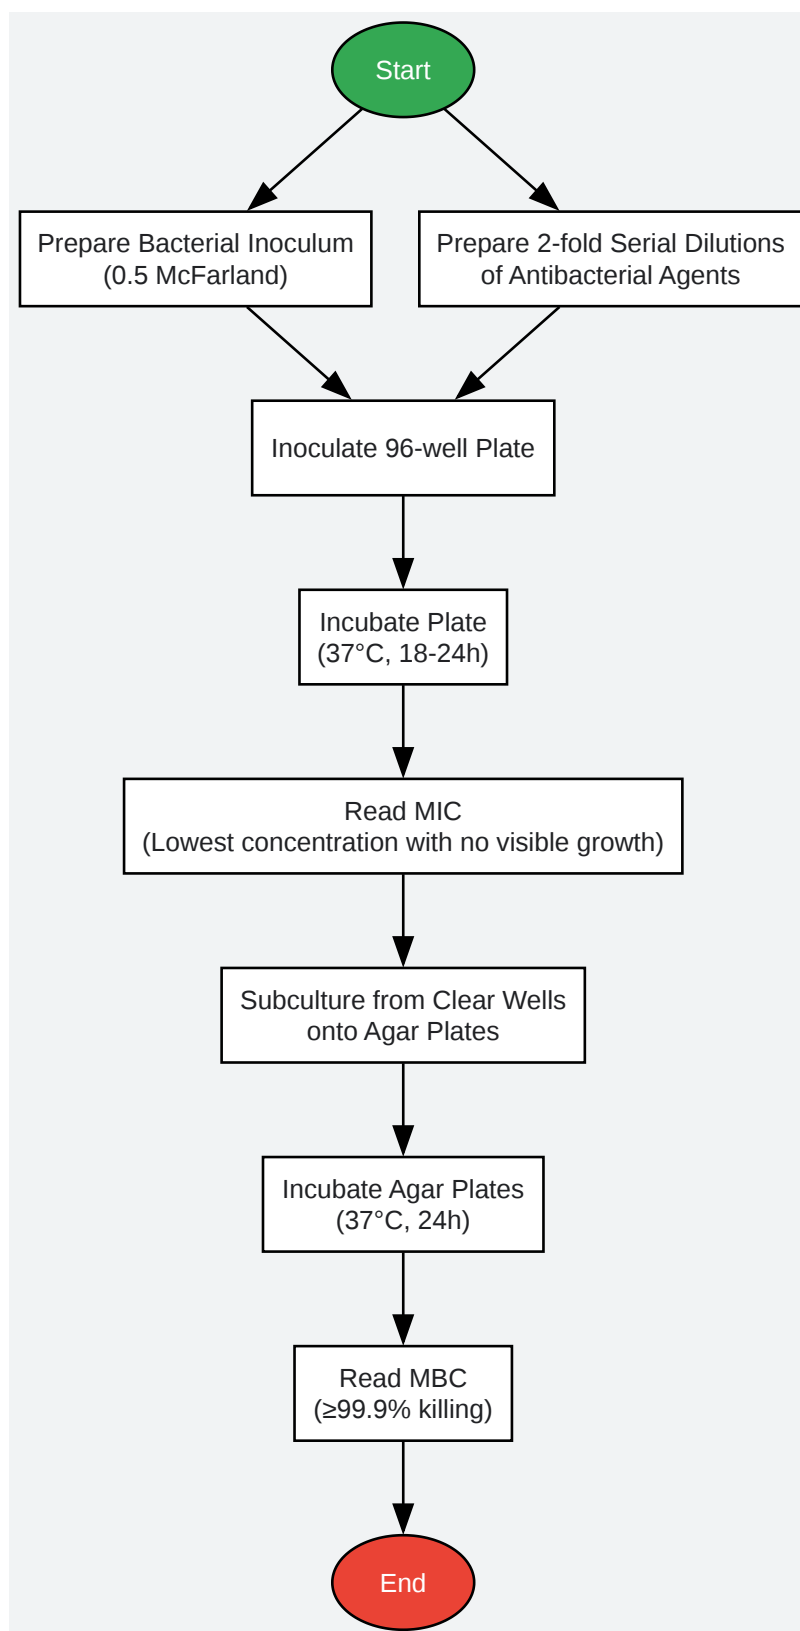 Start
Prepare Bacterial Inoculum
(0.5 McFarland)
Prepare 2-fold Serial Dilutions
of Antibacterial Agents
Inoculate 96-well Plate
Incubate Plate
(37°C, 18-24h)
Read MIC
(Lowest concentration with no visible growth)
Subculture from Clear Wells
onto Agar Plates
Incubate Agar Plates
(37°C, 24h)
Read MBC
(≥99.9% killing)
End